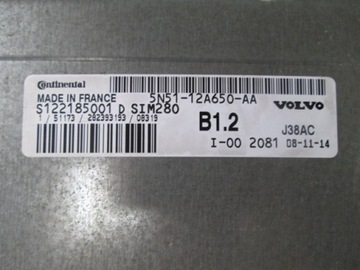 Continental
MADE IN FRANCE 5N51-12A650-AA VOLVO
S122185001 D SIM280
1 / 51173 / 282393193 / 08319
B1.2 J38AC
I-00 2081 08-11-14